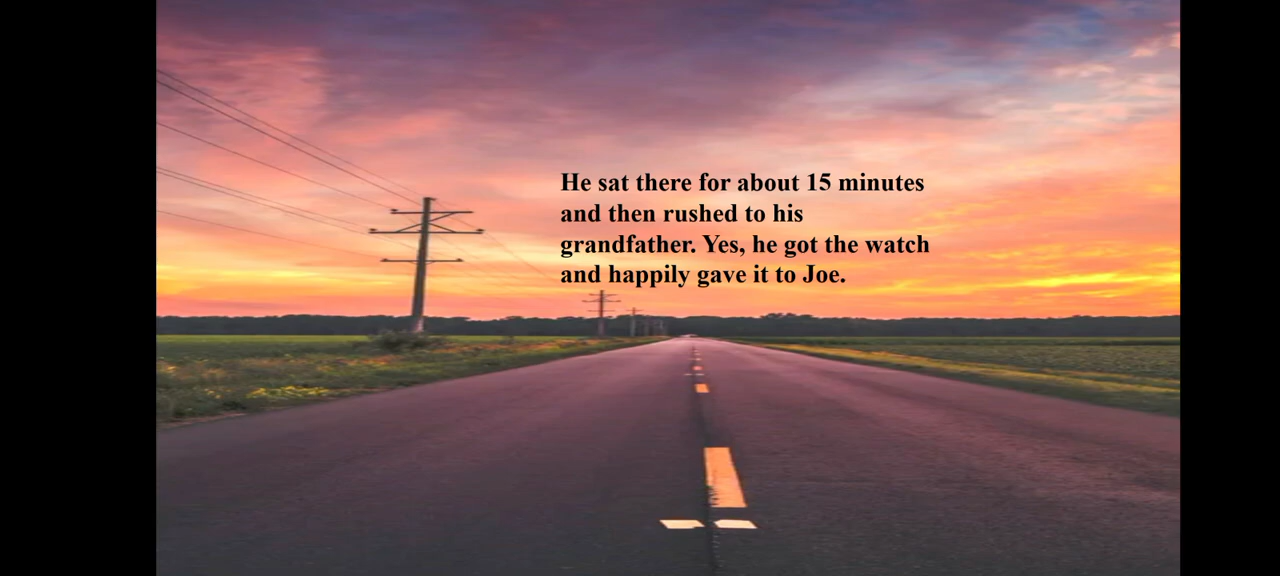 He sat there for about 15 minutes
and then rushed to his
grandfather. Yes, he got the watch
and happily gave it to Joe.